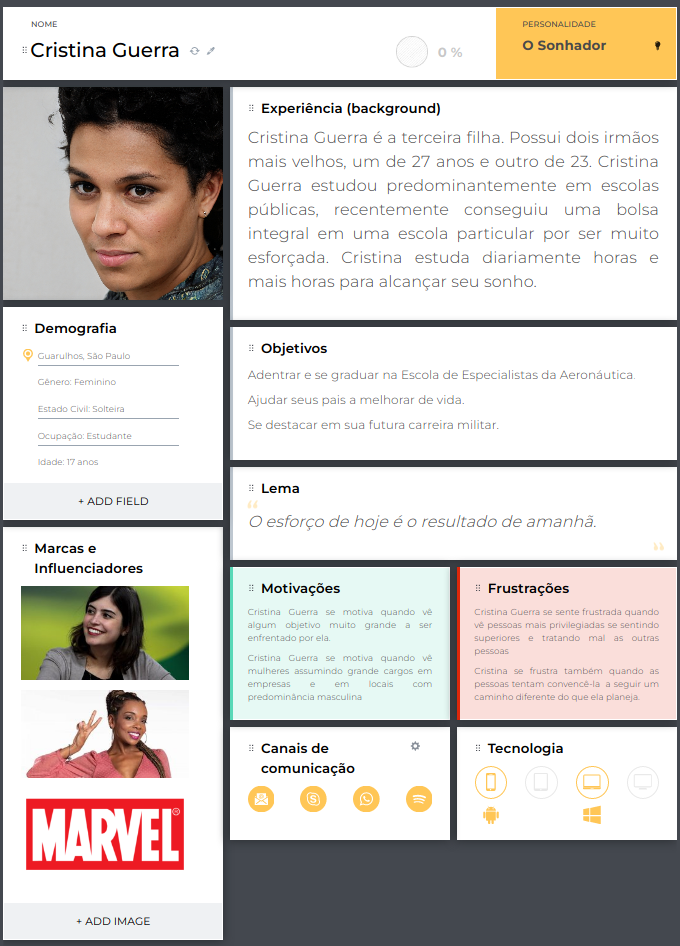 NOME
Cristina Guerra
0 %
PERSONALIDADE
O Sonhador
Experiência (background)
Cristina Guerra é a terceira filha. Possui dois irmãos
mais velhos, um de 27 anos e outro de 23. Cristina
Guerra estudou predominantemente em escolas
públicas, recentemente conseguiu uma bolsa
integral em uma escola particular por ser muito
esforçada. Cristina estuda diariamente horas e
mais horas para alcançar seu sonho.
Demografia
Guarulhos, São Paulo
Gênero: Feminino
Estado Civil: Solteira
Ocupação: Estudante
Idade: 17 anos
+ ADD FIELD
Objetivos
Adentrar e se graduar na Escola de Especialistas da Aeronáutica.
Ajudar seus pais a melhorar de vida.
Se destacar em sua futura carreira militar.
Lema
“
O esforço de hoje é o resultado de amanhã.
”
Marcas e
Influenciadores
MARVEL®
+ ADD IMAGE
Motivações
Cristina Guerra se motiva quando vê
algum objetivo muito grande a ser
enfrentado por ela.
Cristina Guerra se motiva quando vê
mulheres assumindo grande cargos em
empresas e em locais com
predominância masculina
Frustrações
Cristina Guerra se sente frustrada quando
vê pessoas mais privilegiadas se sentindo
superiores e tratando mal as outras
pessoas
Cristina se frustra também quando as
pessoas tentam convencê-la a seguir um
caminho diferente do que ela planeja.
Canais de
comunicação
Tecnologia